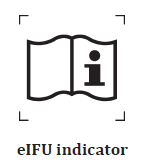 i
eIFU indicator